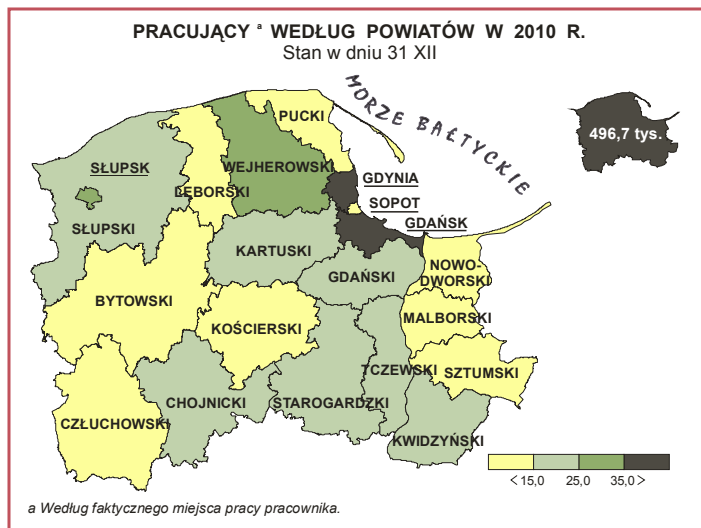 PRACUJĄCY ᵃ WEDŁUG POWIATÓW W 2010 R.
Stan w dniu 31 XII
MORZE BAŁTYCKIE
PUCKI
496,7 tys.
SŁUPSK
LĘBORSKI
WEJHEROWSKI
GDYNIA
SOPOT
GDAŃSK
SŁUPSKI
KARTUSKI
GDAŃSKI
NOWO-
DWORSKI
BYTOWSKI
KOŚCIERSKI
MALBORSKI
TCZEWSKI
SZTUMSKI
CZŁUCHOWSKI
CHOJNICKI
STAROGARDZKI
KWIDZYŃSKI
< 15,0 25,0 35,0 >
a Według faktycznego miejsca pracy pracownika.